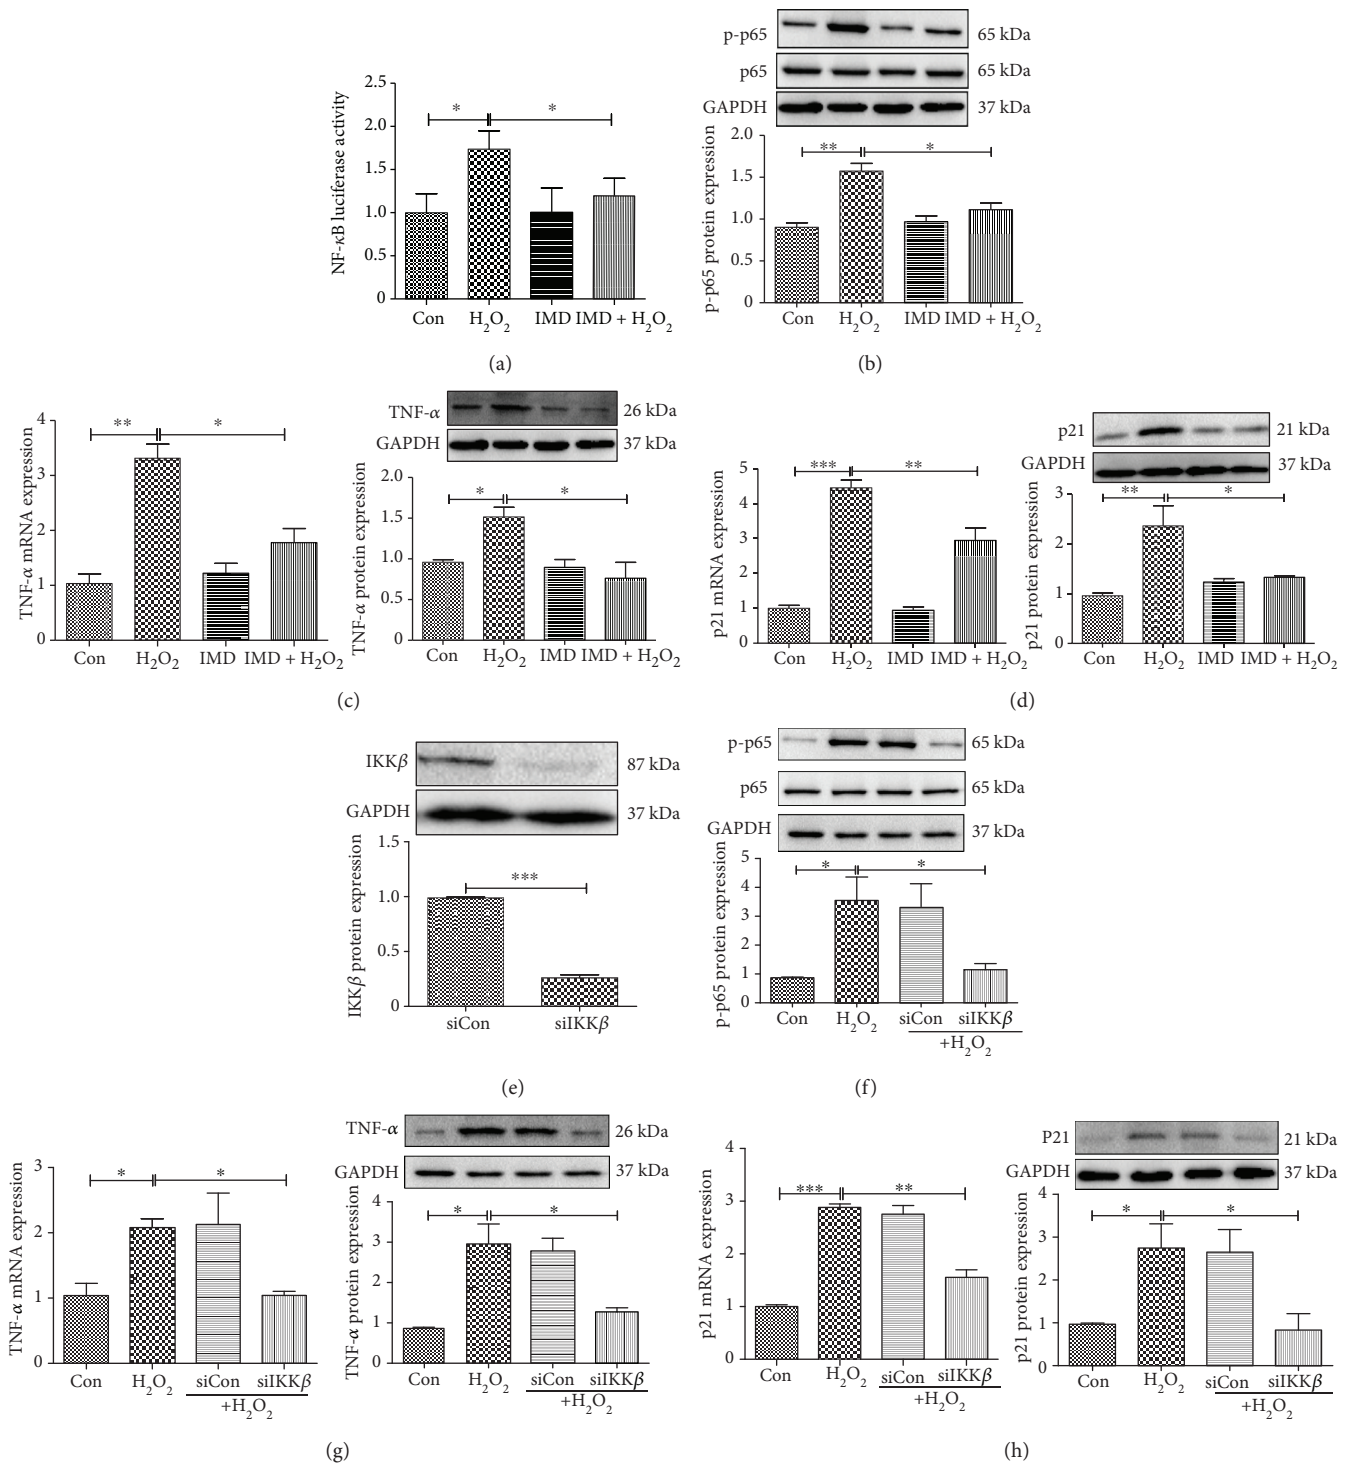 2.5
2.0
1.5
1.0
0.5
0
NF-κB luciferase activity
*
*
Con
H2O2
IMD
IMD + H2O2
(a)
p-p65
65 kDa
p65
65 kDa
GAPDH
37 kDa
2.0
1.5
1.0
0.5
0
p-p65 protein expression
**
*
Con
H2O2
IMD
IMD + H2O2
(b)
4
3
2
1
0
TNF-α mRNA expression
**
*
Con
H2O2
IMD
IMD + H2O2
TNF-α
26 kDa
GAPDH
37 kDa
2.0
1.5
1.0
0.5
0
TNF-α protein expression
*
*
Con
H2O2
IMD
IMD + H2O2
(c)
5
4
3
2
1
0
p21 mRNA expression
***
**
Con
H2O2
IMD
IMD + H2O2
p21
21 kDa
GAPDH
37 kDa
3
2
1
0
p21 protein expression
**
*
Con
H2O2
IMD
IMD + H2O2
(d)
IKKβ
87 kDa
GAPDH
37 kDa
1.5
1.0
0.5
0
IKKβ protein expression
***
siCon
siIKKβ
(e)
p-p65
65 kDa
p65
65 kDa
GAPDH
37 kDa
5
4
3
2
1
0
p-p65 protein expression
*
*
Con
H2O2
siCon
siIKKβ
+H2O2
(f)
3
2
1
0
TNF-α mRNA expression
*
*
Con
H2O2
siCon
siIKKβ
+H2O2
TNF-α
26 kDa
GAPDH
37 kDa
4
3
2
1
0
TNF-α protein expression
*
*
Con
H2O2
siCon
siIKKβ
+H2O2
(g)
4
3
2
1
0
p21 mRNA expression
***
**
Con
H2O2
siCon
siIKKβ
+H2O2
P21
21 kDa
GAPDH
37 kDa
4
3
2
1
0
p21 protein expression
*
*
Con
H2O2
siCon
siIKKβ
+H2O2
(h)